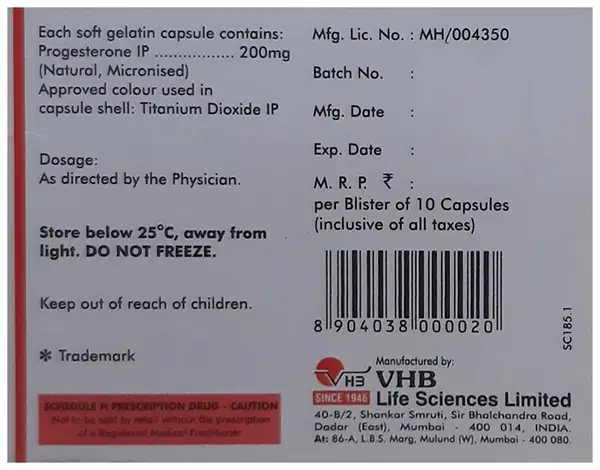 Each soft gelatin capsule contains:
Progesterone IP ................. 200mg
(Natural, Micronised)
Approved colour used in
capsule shell: Titanium Dioxide IP
Dosage:
As directed by the Physician.
Store below 25°C, away from
light. DO NOT FREEZE.
Keep out of reach of children.
* Trademark
SCHEDULE H PRESCRIPTION DRUG - CAUTION
Not to be sold by retail without the prescription
of a Registered Medical Practitioner
Mfg. Lic. No. : MH/004350
Batch No. :
Mfg. Date :
Exp. Date :
M. R. P. ₹ :
per Blister of 10 Capsules
(inclusive of all taxes)
8 904038 000020
SC185.1
Manufactured by:
VHB
VHB
SINCE 1946
Life Sciences Limited
40-B/2, Shankar Smruti, Sir Bhalchandra Road,
Dadar (East), Mumbai - 400 014, INDIA.
At: 86-A, L.B.S. Marg, Mulund (W), Mumbai - 400 080.